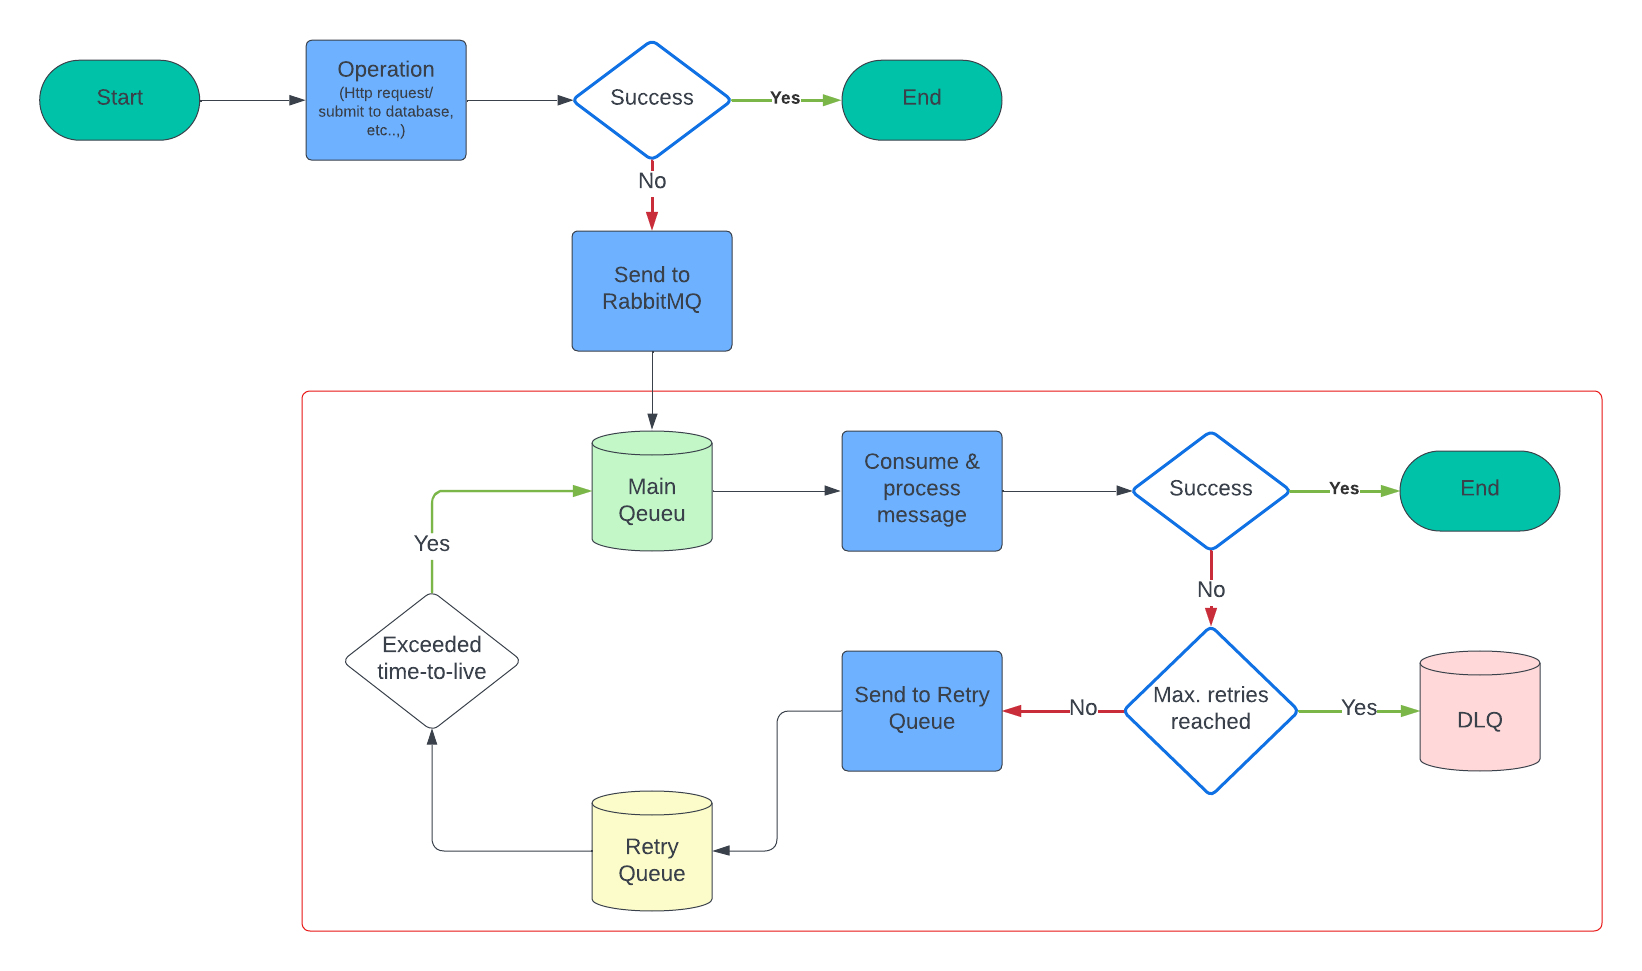 Start
Operation
(Http request/
submit to database,
etc..,)
Success
Yes
End
No
Send to
RabbitMQ
Main
Qeueu
Consume &
process
message
Success
Yes
End
Yes
No
Exceeded
time-to-live
Send to Retry
Queue
No
Max. retries
reached
Yes
DLQ
Retry
Queue